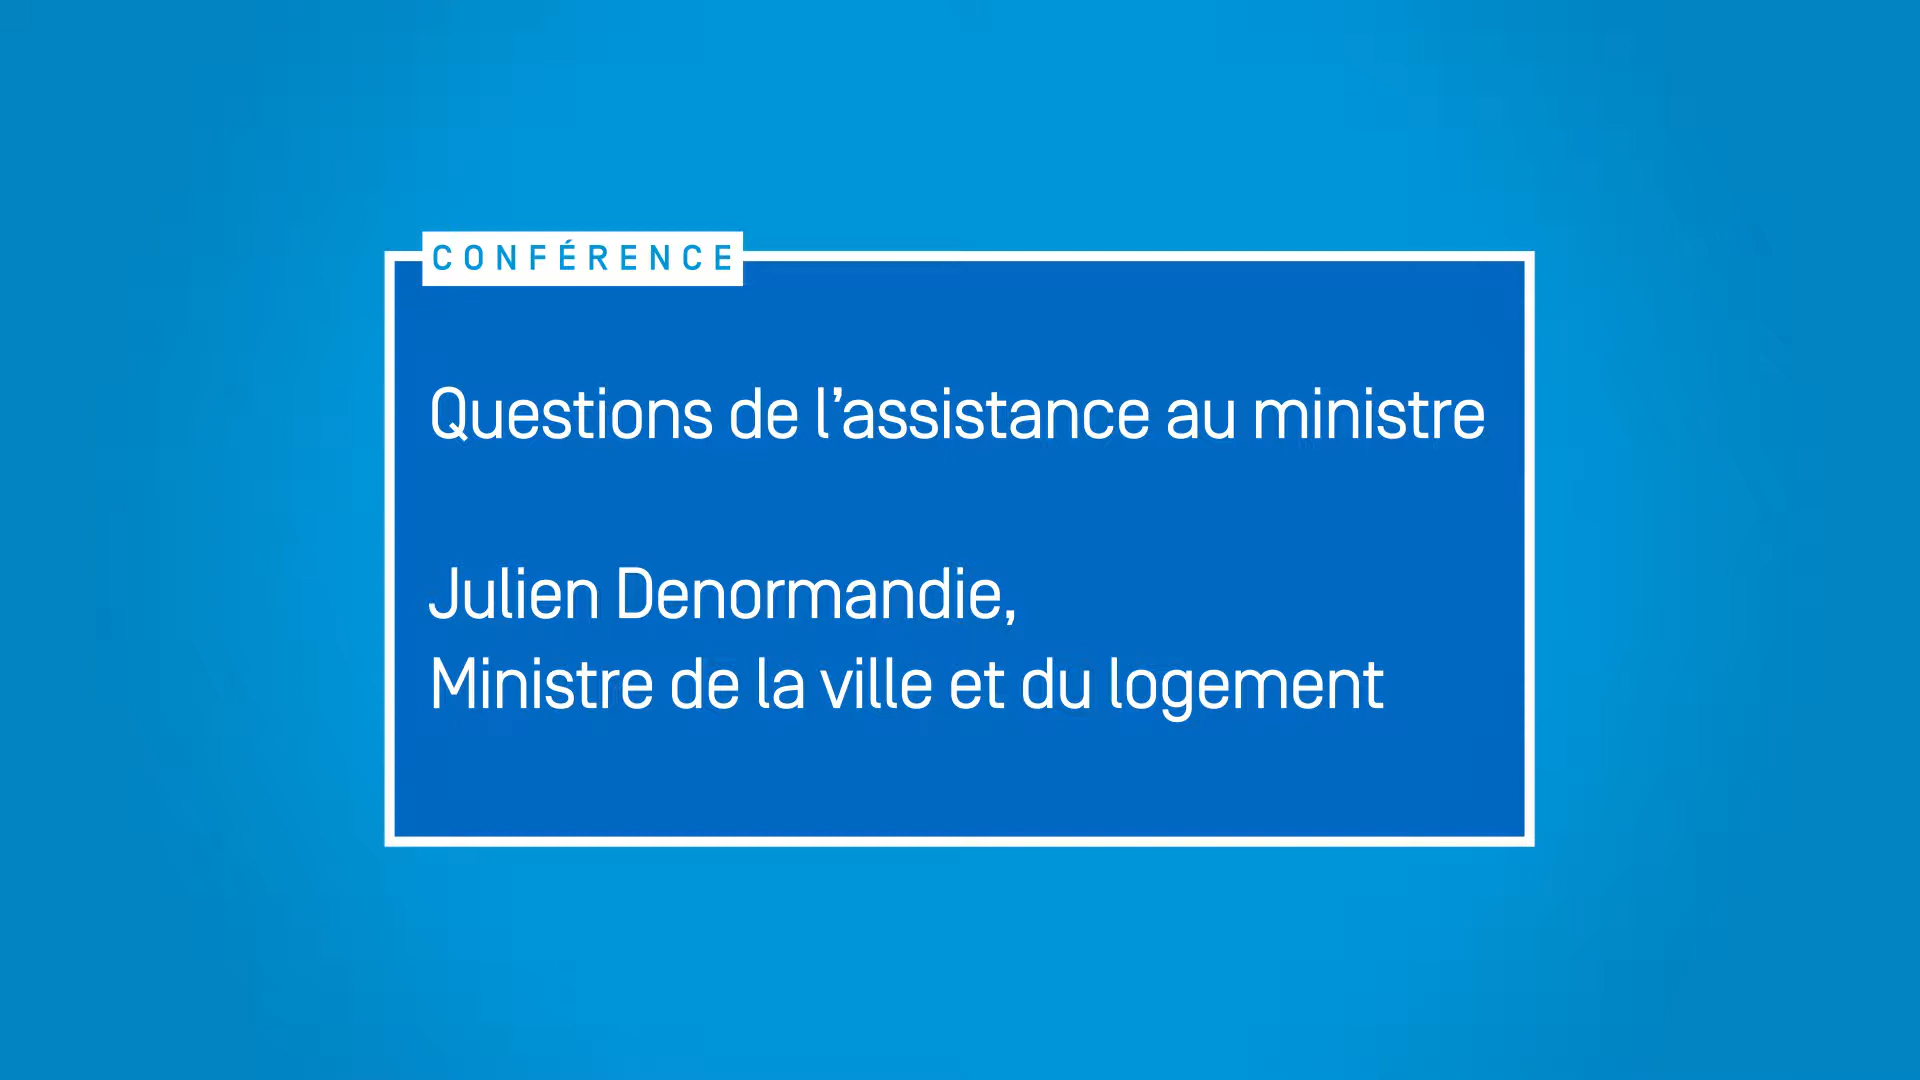 CONFÉRENCE
Questions de l’assistance au ministre
Julien Denormandie,
Ministre de la ville et du logement